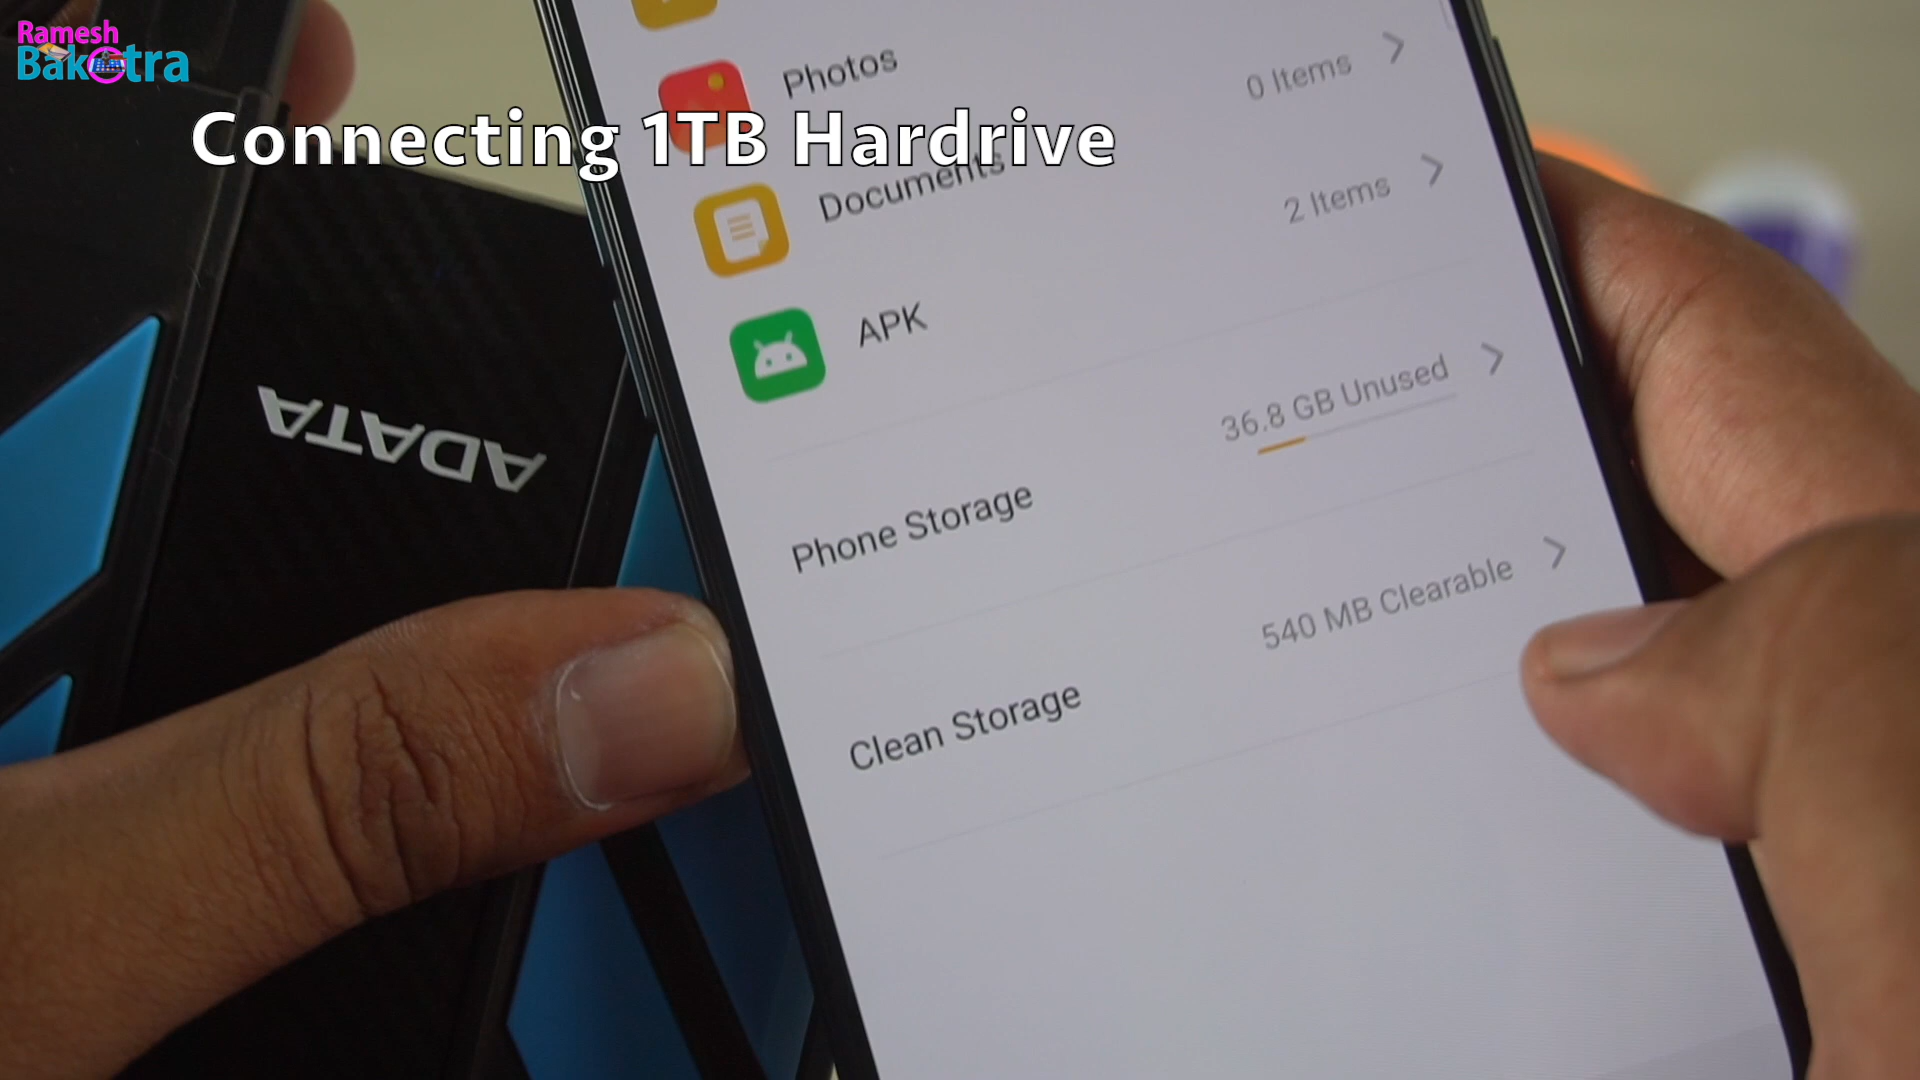 Ramesh
Bakotra
Connecting 1TB Hardrive
Photos
0 Items
Documents
2 Items
APK
36.8 GB Unused
Phone Storage
540 MB Clearable
Clean Storage
ADATA